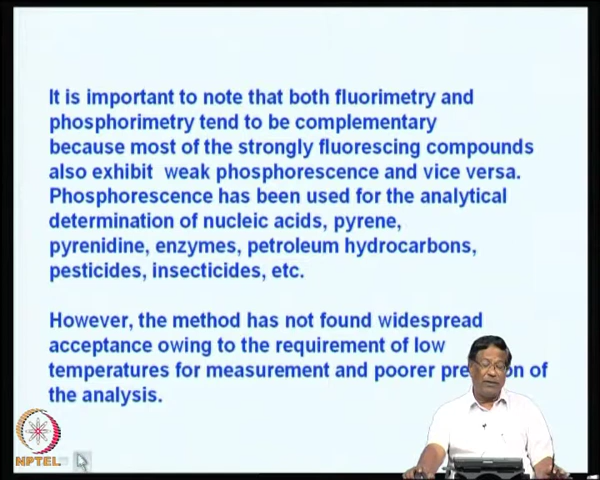 It is important to note that both fluorimetry and
phosphorimetry tend to be complementary
because most of the strongly fluorescing compounds
also exhibit weak phosphorescence and vice versa.
Phosphorescence has been used for the analytical
determination of nucleic acids, pyrene,
pyrenidine, enzymes, petroleum hydrocarbons,
pesticides, insecticides, etc.
However, the method has not found widespread
acceptance owing to the requirement of low
temperatures for measurement and poorer of
the analysis.
NPTEL